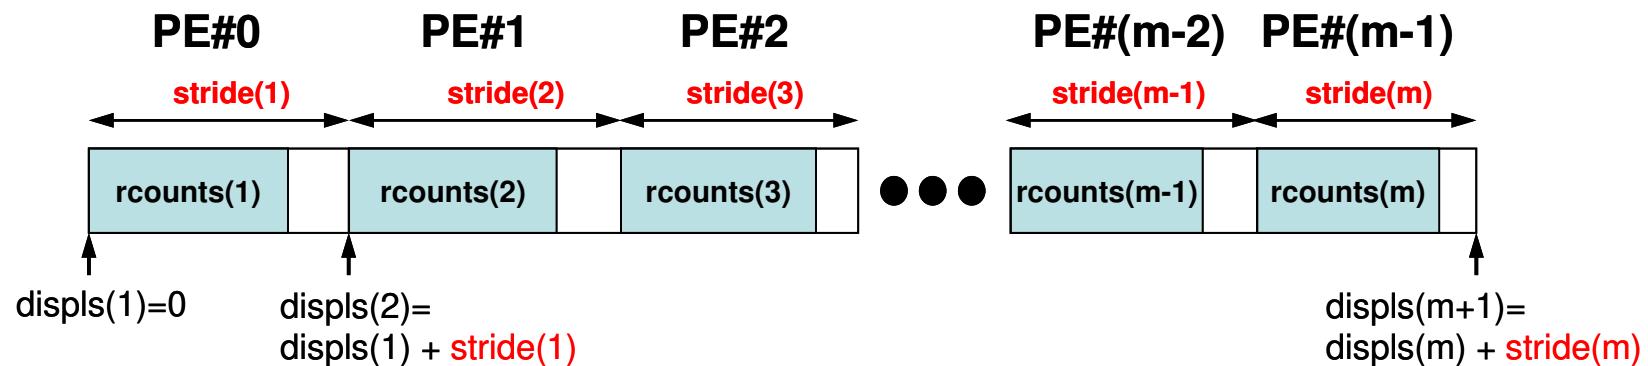 PE#0 PE#1 PE#2 PE#(m-2) PE#(m-1)
stride(1) stride(2) stride(3) stride(m-1) stride(m)
rcounts(1) rcounts(2) rcounts(3) rcounts(m-1) rcounts(m)
displs(1)=0 displs(2)= displs(m+1)=
displs(1) + stride(1) displs(m) + stride(m)